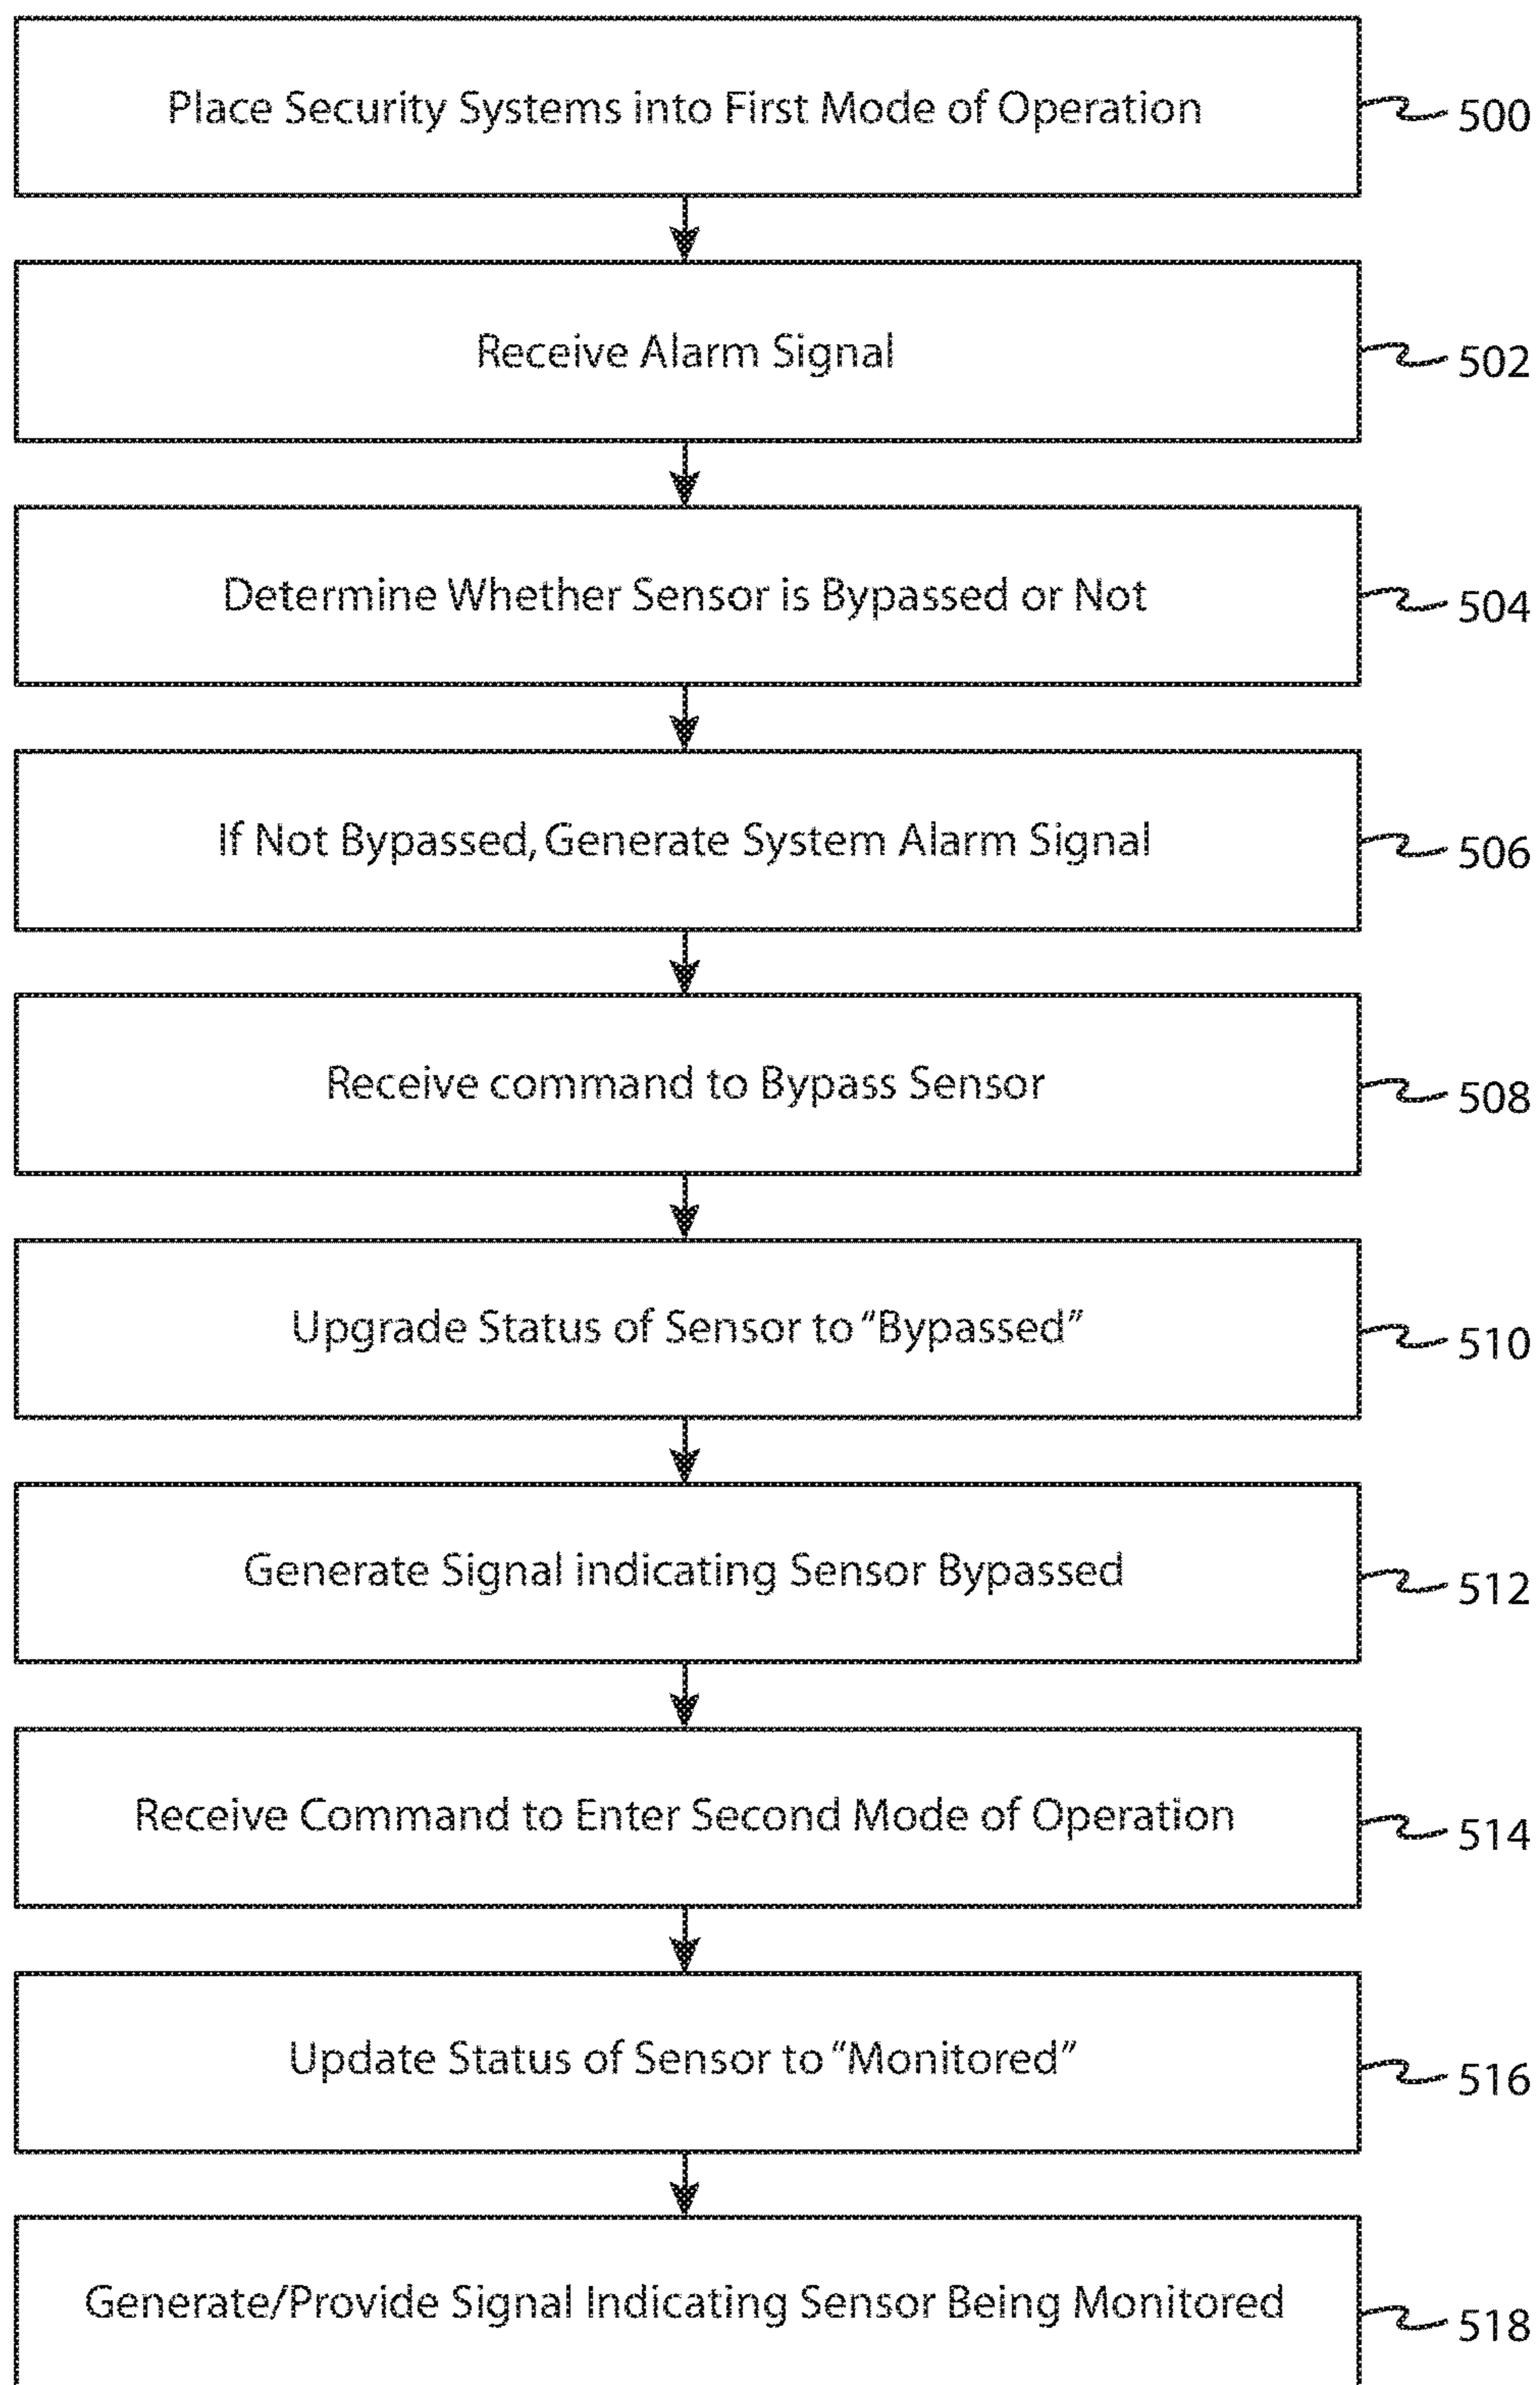 Place Security Systems into First Mode of Operation
500
Receive Alarm Signal
502
Determine Whether Sensor is Bypassed or Not
504
If Not Bypassed, Generate System Alarm Signal
506
Receive command to Bypass Sensor
508
Upgrade Status of Sensor to “Bypassed”
510
Generate Signal indicating Sensor Bypassed
512
Receive Command to Enter Second Mode of Operation
514
Update Status of Sensor to “Monitored”
516
Generate/Provide Signal Indicating Sensor Being Monitored
518